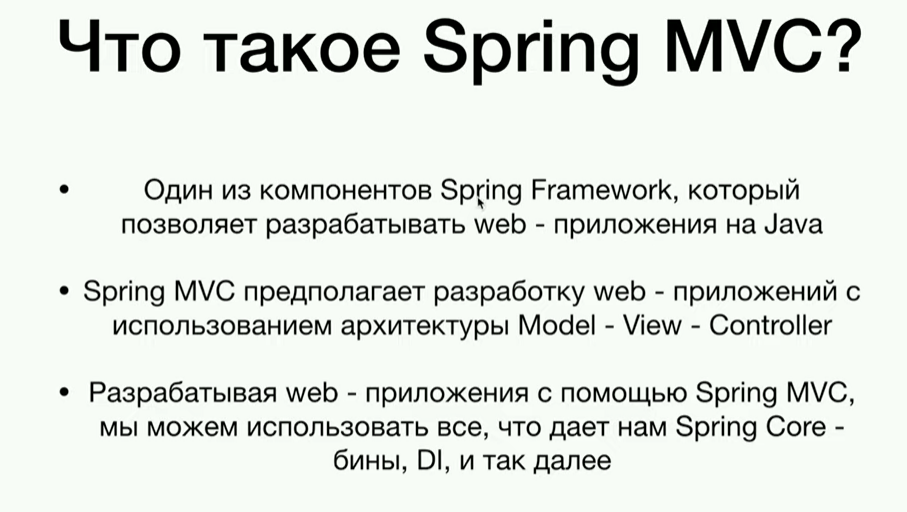 Что такое Spring MVC?
• Один из компонентов Spring Framework, который
позволяет разрабатывать web - приложения на Java
• Spring MVC предполагает разработку web - приложений с
использованием архитектуры Model - View - Controller
• Разрабатывая web - приложения с помощью Spring MVC,
мы можем использовать все, что дает нам Spring Core -
бины, DI, и так далее